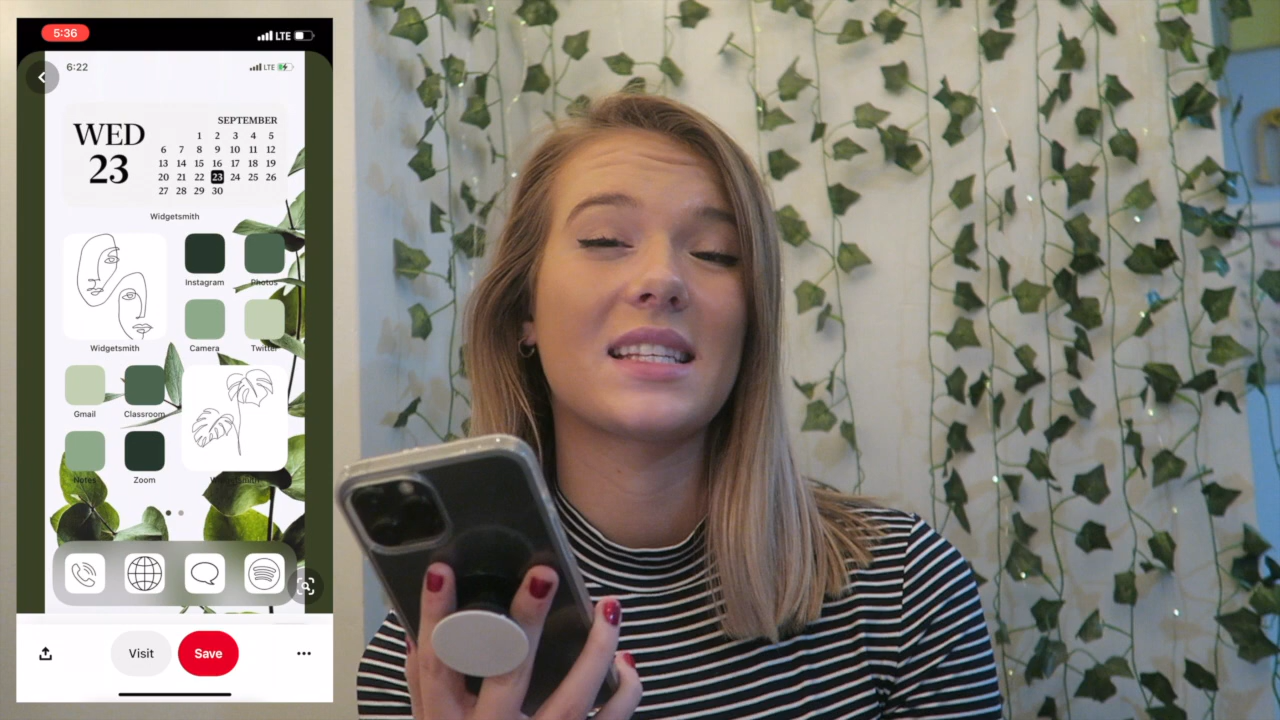 5:36
LTE
6:22
LTE
WED
23
SEPTEMBER
1 2 3 4 5
6 7 8 9 10 11 12
13 14 15 16 17 18 19
20 21 22 23 24 25 26
27 28 29 30
Widgetsmith
Instagram Photos
Widgetsmith
Camera Twitter
Gmail Classroom
Notes Zoom Widgetsmith
Visit Save